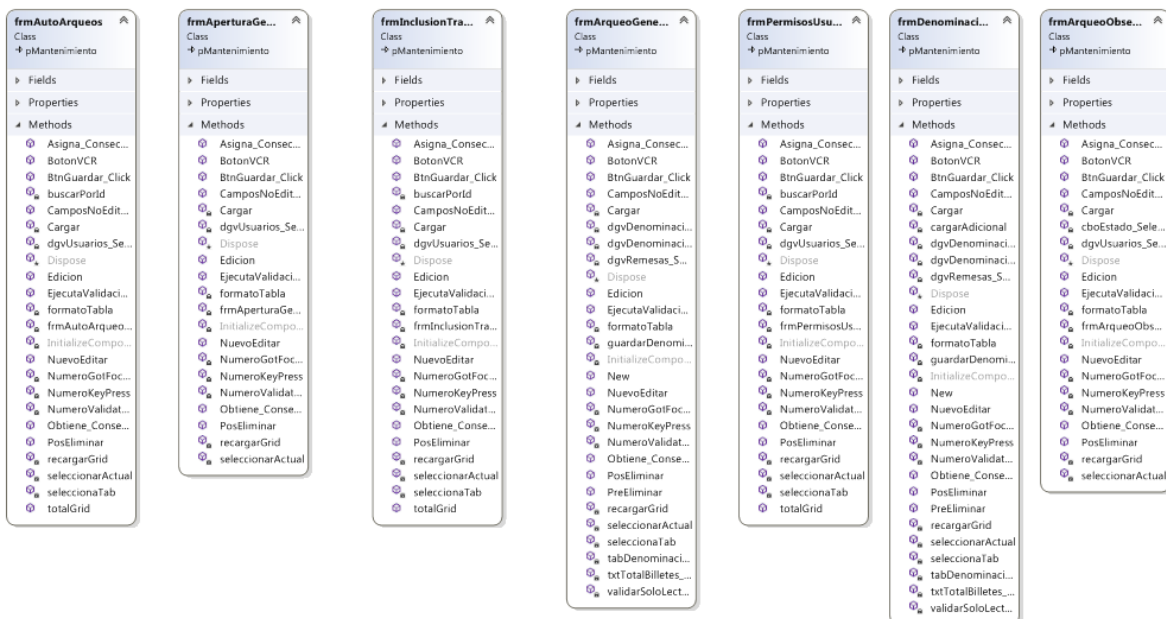 frmAutoArqueos
Class
pMantenimiento
Fields
Properties
Methods
Asigna_Consec...
BotonVCR
BtnGuardar_Click
buscarPorId
CamposNoEdit...
Cargar
dgvUsuarios_Se...
Dispose
Edicion
EjecutaValidaci...
formatoTabla
frmAutoArqueo...
InitializeCompo...
NuevoEditar
NumeroGotFoc...
NumeroKeyPress
NumeroValidat...
Obtiene_Conse...
PosEliminar
recargarGrid
seleccionarActual
seleccionaTab
totalGrid
frmAperturaGe...
Class
pMantenimiento
Fields
Properties
Methods
Asigna_Consec...
BotonVCR
BtnGuardar_Click
CamposNoEdit...
Cargar
dgvUsuarios_Se...
Dispose
Edicion
EjecutaValidaci...
formatoTabla
frmAperturaGe...
InitializeCompo...
NuevoEditar
NumeroGotFoc...
NumeroKeyPress
NumeroValidat...
Obtiene_Conse...
PosEliminar
recargarGrid
seleccionarActual
frmInclusionTra...
Class
pMantenimiento
Fields
Properties
Methods
Asigna_Consec...
BotonVCR
BtnGuardar_Click
buscarPorId
CamposNoEdit...
Cargar
dgvUsuarios_Se...
Dispose
Edicion
EjecutaValidaci...
formatoTabla
frmInclusionTra...
InitializeCompo...
NuevoEditar
NumeroGotFoc...
NumeroKeyPress
NumeroValidat...
Obtiene_Conse...
PosEliminar
recargarGrid
seleccionarActual
seleccionaTab
totalGrid
frmArqueoGene...
Class
pMantenimiento
Fields
Properties
Methods
Asigna_Consec...
BotonVCR
BtnGuardar_Click
CamposNoEdit...
Cargar
dgvDenominaci...
dgvDenominaci...
dgvRemesas_S...
Dispose
Edicion
EjecutaValidaci...
formatoTabla
guardarDenomi...
InitializeCompo...
New
NuevoEditar
NumeroGotFoc...
NumeroKeyPress
NumeroValidat...
Obtiene_Conse...
PosEliminar
PreEliminar
recargarGrid
seleccionarActual
seleccionaTab
tabDenominaci...
txtTotalBilletes_...
validarSoloLect...
frmPermisosUsu...
Class
pMantenimiento
Fields
Properties
Methods
Asigna_Consec...
BotonVCR
BtnGuardar_Click
buscarPorId
CamposNoEdit...
Cargar
dgvUsuarios_Se...
Dispose
Edicion
EjecutaValidaci...
formatoTabla
frmPermisosUs...
InitializeCompo...
NuevoEditar
NumeroGotFoc...
NumeroKeyPress
NumeroValidat...
Obtiene_Conse...
PosEliminar
recargarGrid
seleccionarActual
seleccionaTab
totalGrid
frmDenominaci...
Class
pMantenimiento
Fields
Properties
Methods
Asigna_Consec...
BotonVCR
BtnGuardar_Click
CamposNoEdit...
Cargar
cargarAdicional
dgvDenominaci...
dgvDenominaci...
dgvRemesas_S...
Dispose
Edicion
EjecutaValidaci...
formatoTabla
guardarDenomi...
InitializeCompo...
New
NuevoEditar
NumeroGotFoc...
NumeroKeyPress
NumeroValidat...
Obtiene_Conse...
PosEliminar
PreEliminar
recargarGrid
seleccionarActual
seleccionaTab
tabDenominaci...
txtTotalBilletes_...
validarSoloLect...
frmArqueoObse...
Class
pMantenimiento
Fields
Properties
Methods
Asigna_Consec...
BotonVCR
BtnGuardar_Click
CamposNoEdit...
Cargar
cboEstado_Sele...
dgvUsuarios_Se...
Dispose
Edicion
EjecutaValidaci...
formatoTabla
frmArqueoObs...
InitializeCompo...
NuevoEditar
NumeroGotFoc...
NumeroKeyPress
NumeroValidat...
Obtiene_Conse...
PosEliminar
recargarGrid
seleccionarActual